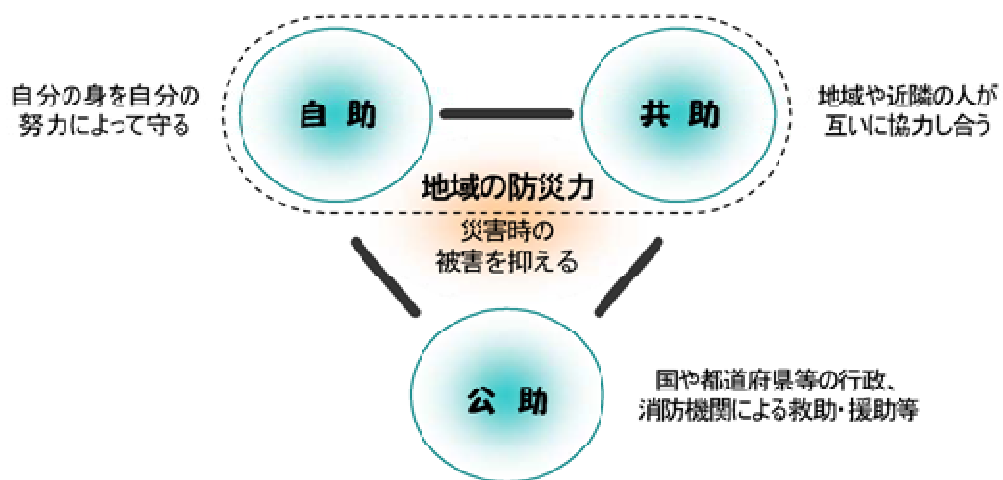 自分の身を自分の
努力によって守る
自助
共助
地域や近隣の人が
互いに協力し合う
地域の防災力
災害時の
被害を抑える
公助
国や都道府県等の行政、
消防機関による救助・援助等